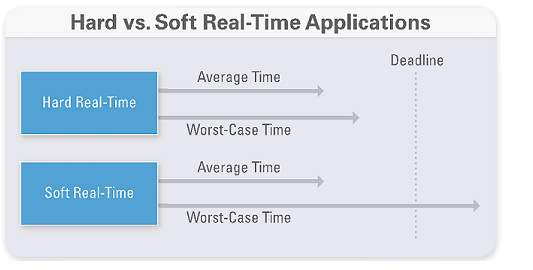 Hard vs. Soft Real-Time Applications
Deadline
Average Time
Hard Real-Time
Worst-Case Time
Average Time
Soft Real-Time
Worst-Case Time